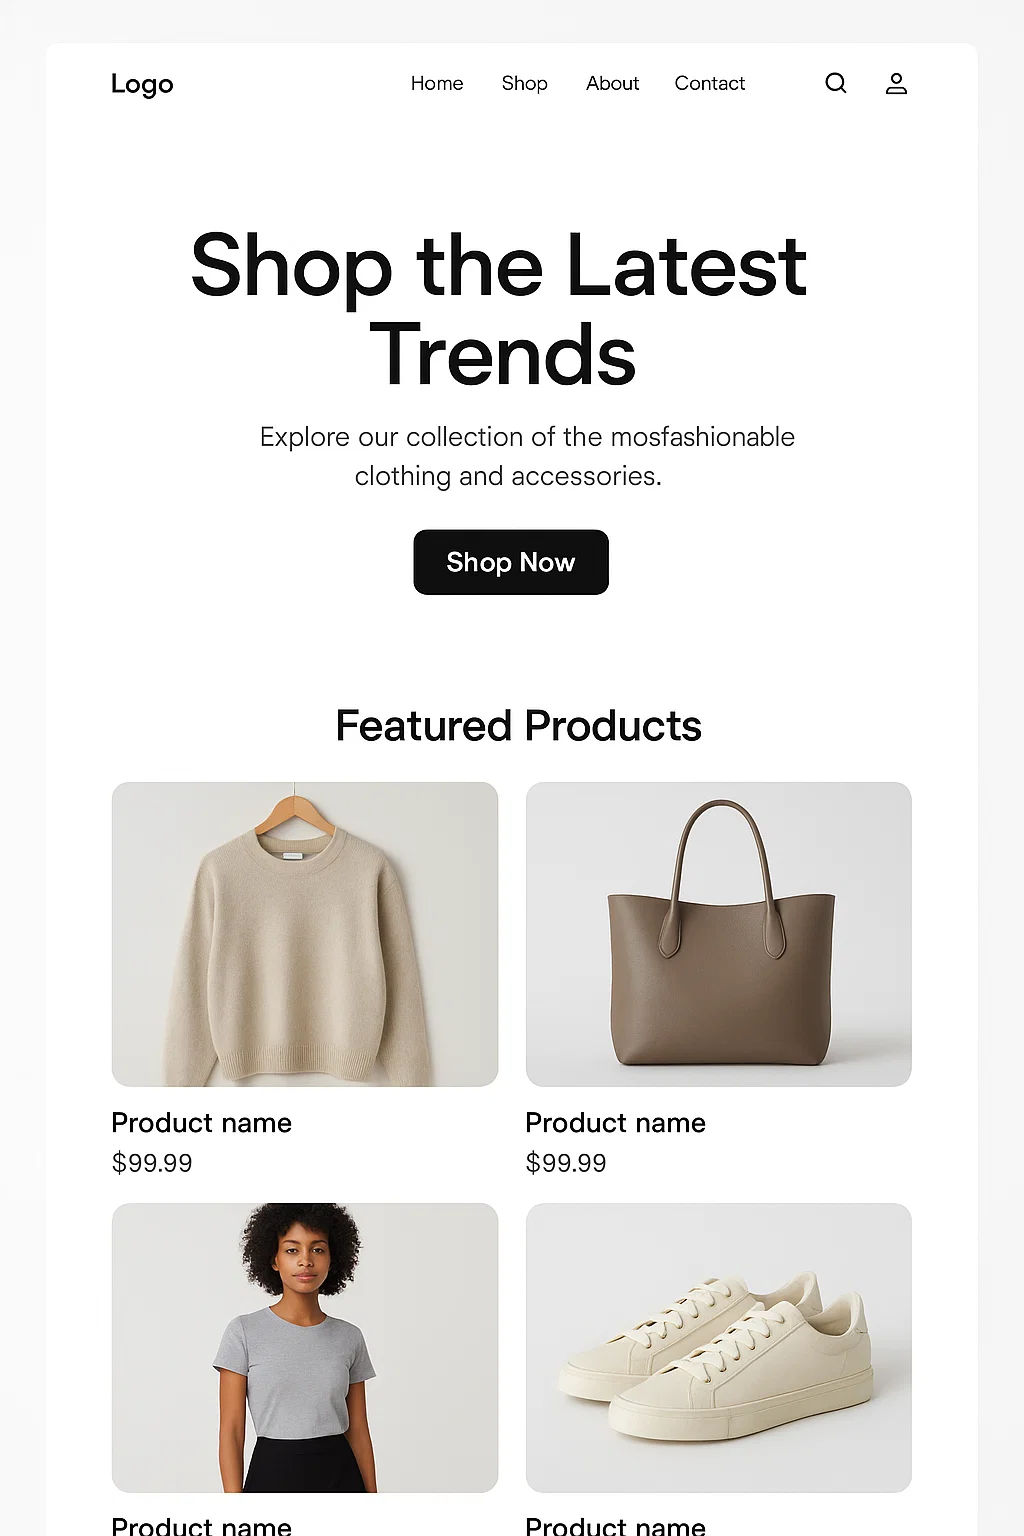 Logo
Home Shop About Contact
Shop the Latest
Trends
Explore our collection of the mosfashionable
clothing and accessories.
Shop Now
Featured Products
Product name
Product name
$99.99
$99.99
Product name
Product name